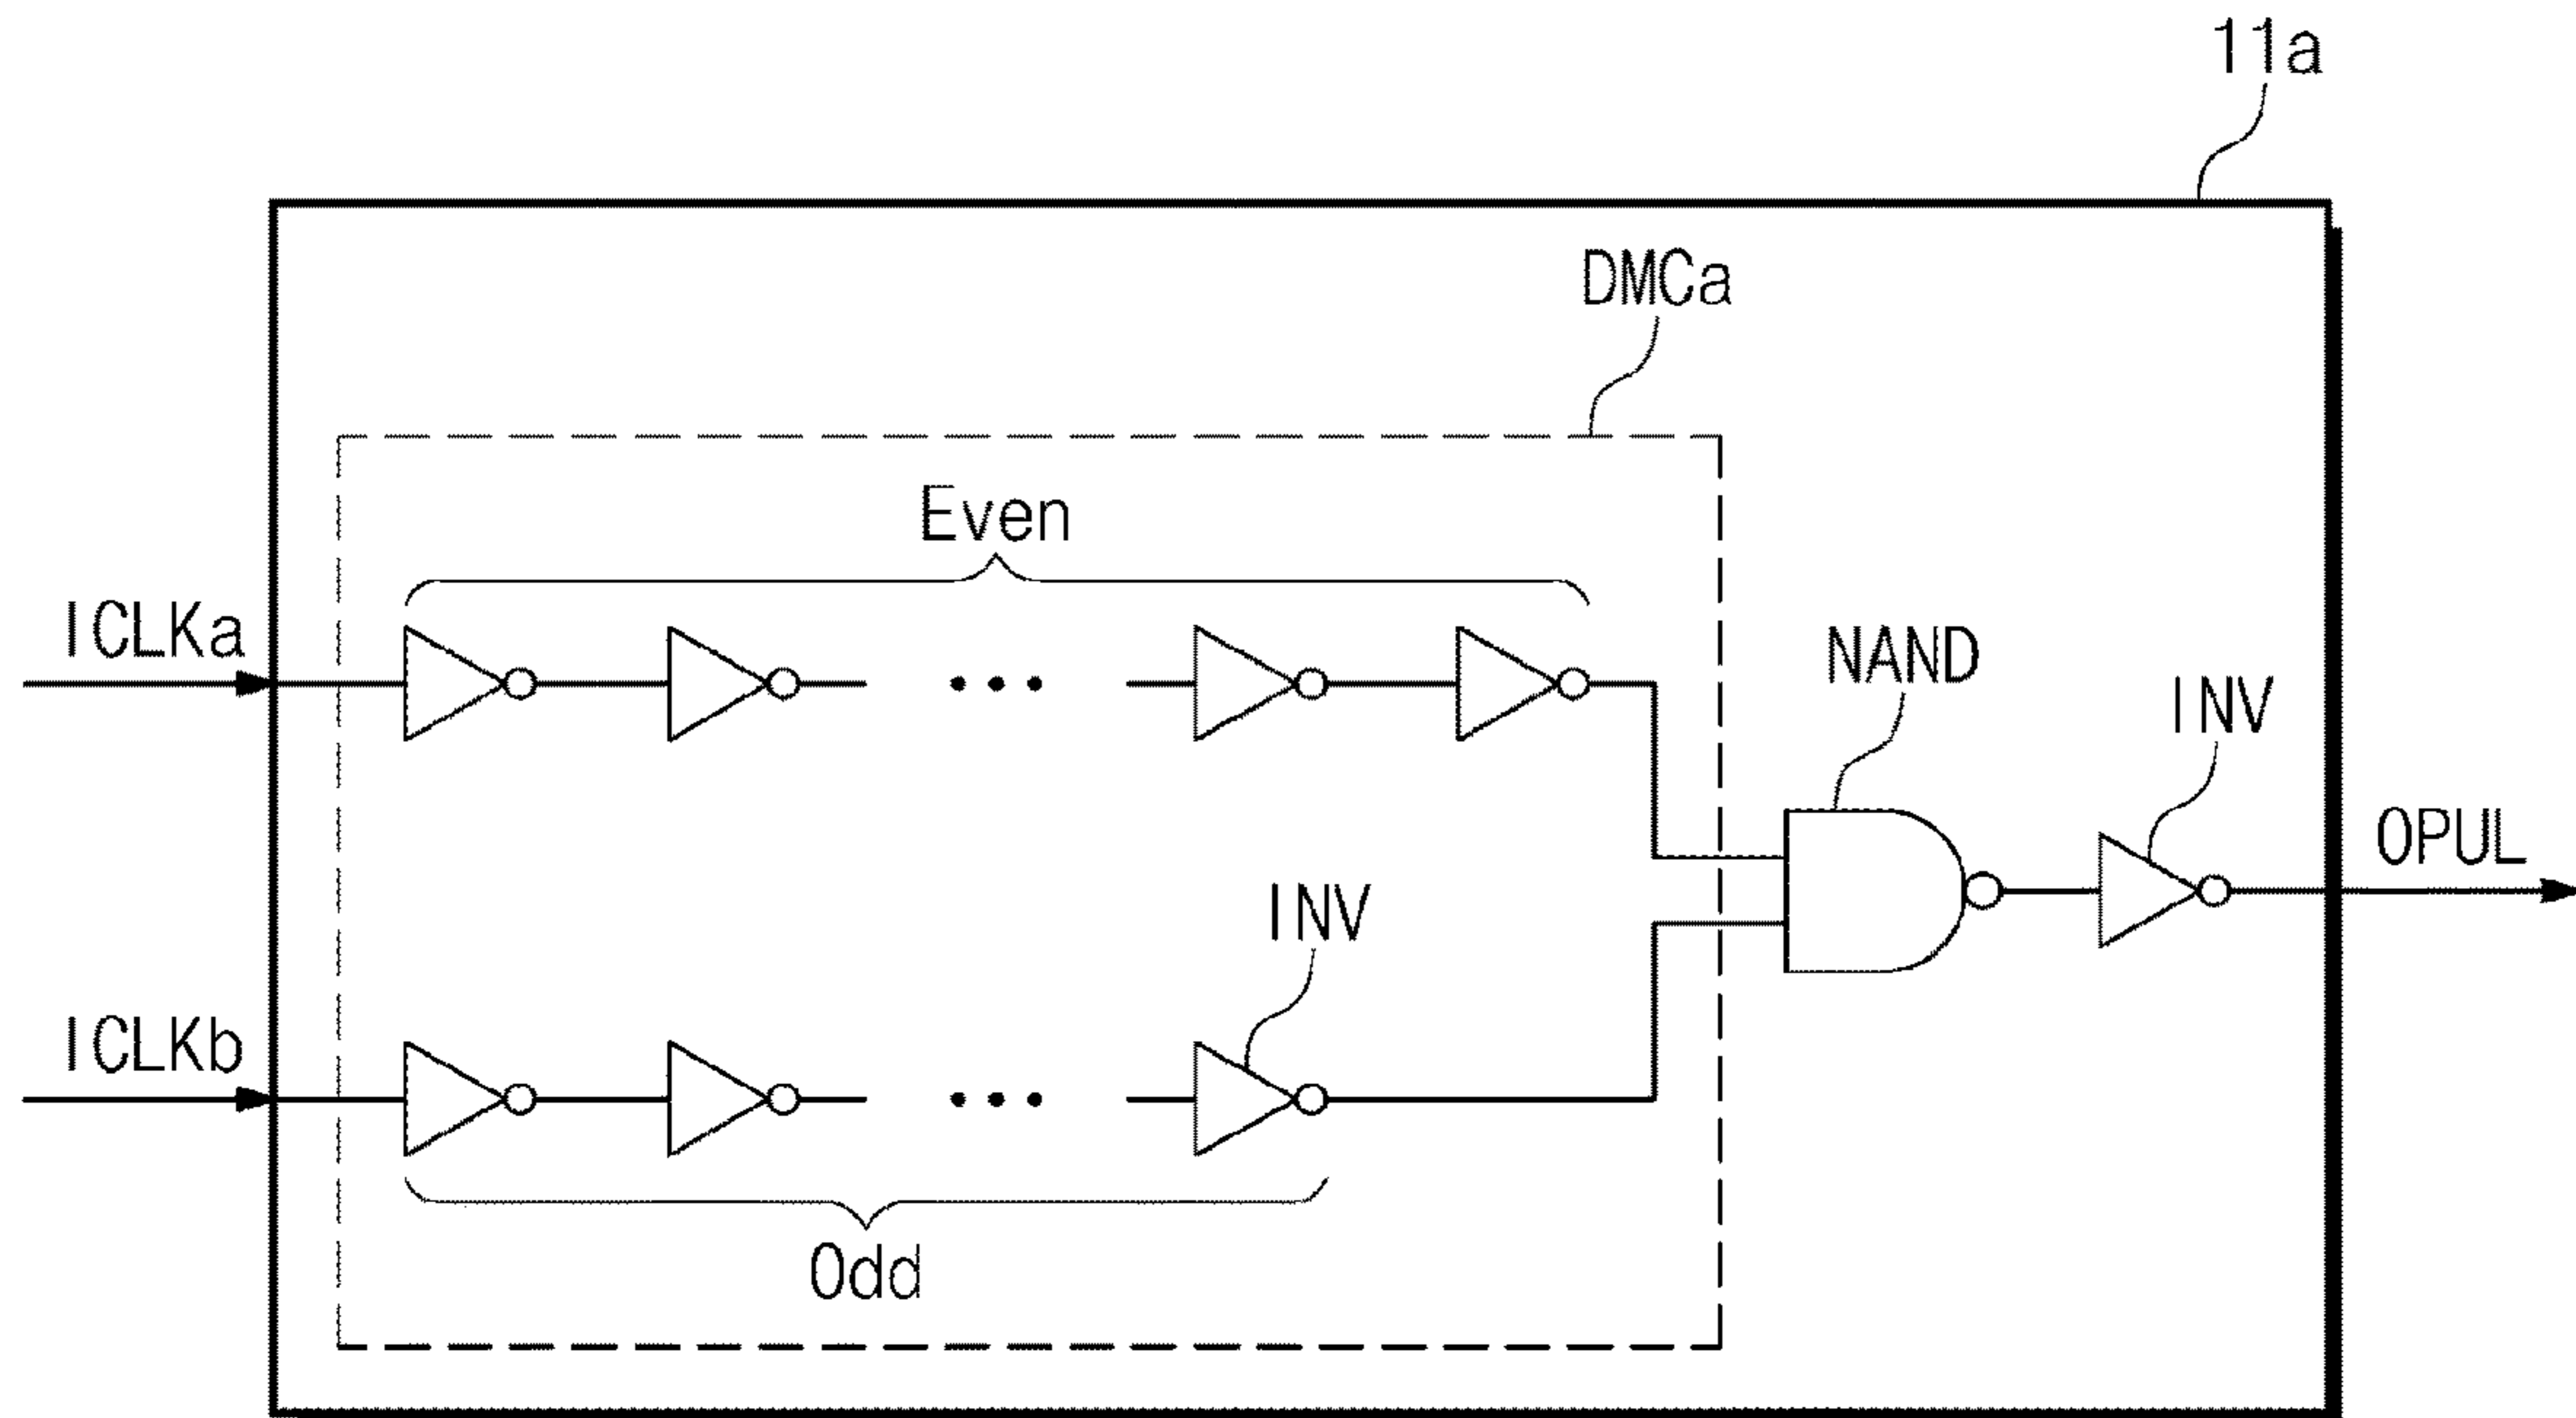 11a
DMCa
Even
ICLKa
NAND
INV
OPUL
INV
ICLKb
Odd